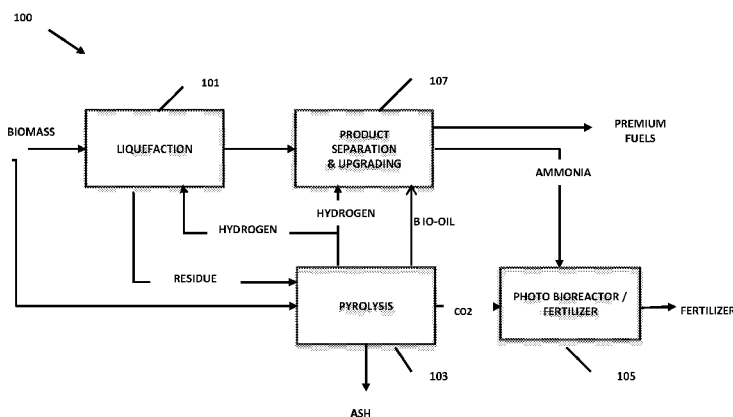 100
101
107
BIOMASS
LIQUEFACTION
PRODUCT
SEPARATION
& UPGRADING
PREMIUM
FUELS
AMMONIA
HYDROGEN
HYDROGEN
BIO-OIL
RESIDUE
PYROLYSIS
CO2
PHOTO BIOREACTOR /
FERTILIZER
FERTILIZER
103
105
ASH